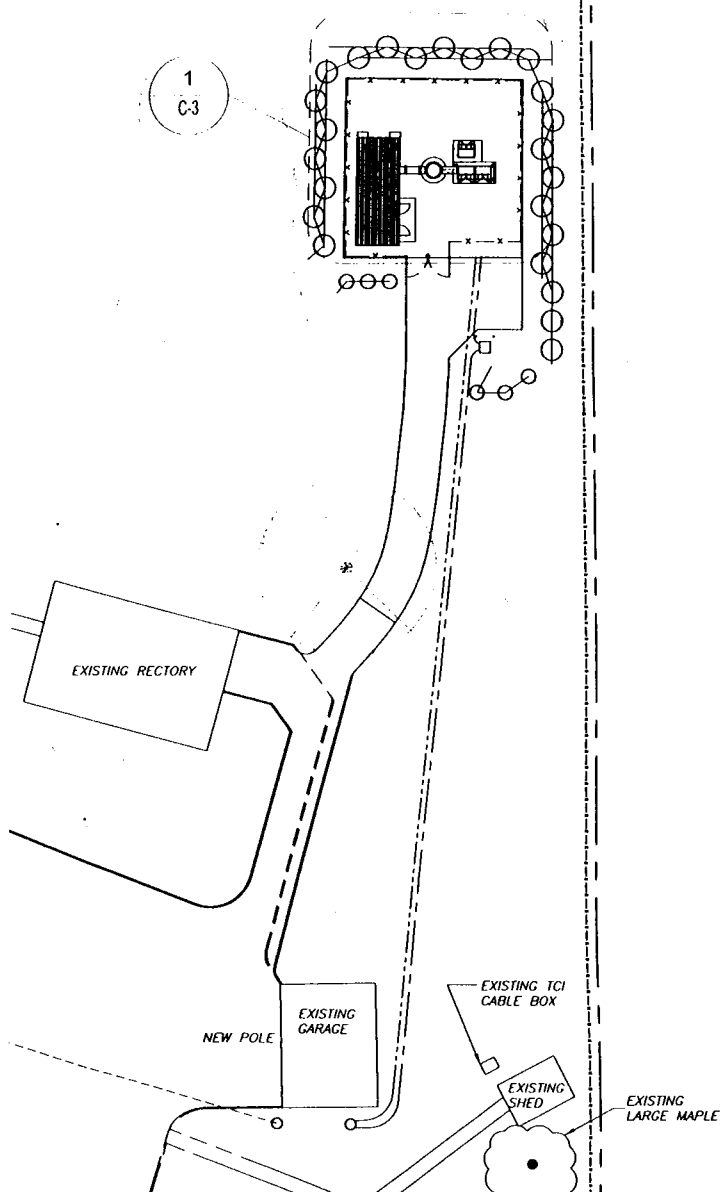 1
C-3
EXISTING RECTORY
NEW POLE
EXISTING
GARAGE
EXISTING TCI
CABLE BOX
EXISTING
SHED
EXISTING
LARGE MAPLE